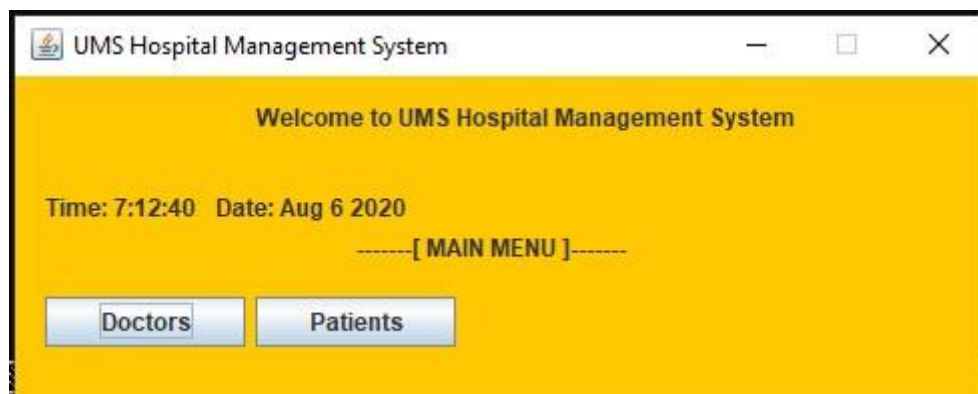 UMS Hospital Management System
Welcome to UMS Hospital Management System
Time: 7:12:40 Date: Aug 6 2020
-------[ MAIN MENU ]-------
Doctors Patients